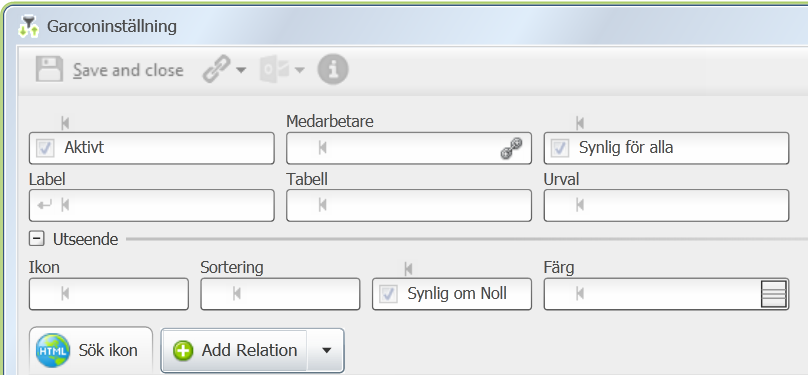 Garconinställning
Save and close
Medarbetare
Aktivt
Synlig för alla
Label
Tabell
Urval
Utseende
Ikon
Sortering
Färg
Synlig om Noll
HTML
Sök ikon
Add Relation